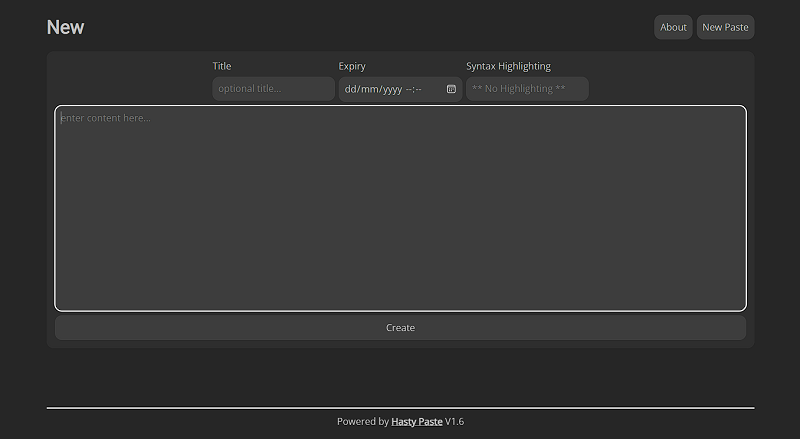 New
About
New Paste
Title
Expiry
Syntax Highlighting
optional title...
dd/mm/yyyy --:--
** No Highlighting **
enter content here...
Create
Powered by Hasty Paste V1.6